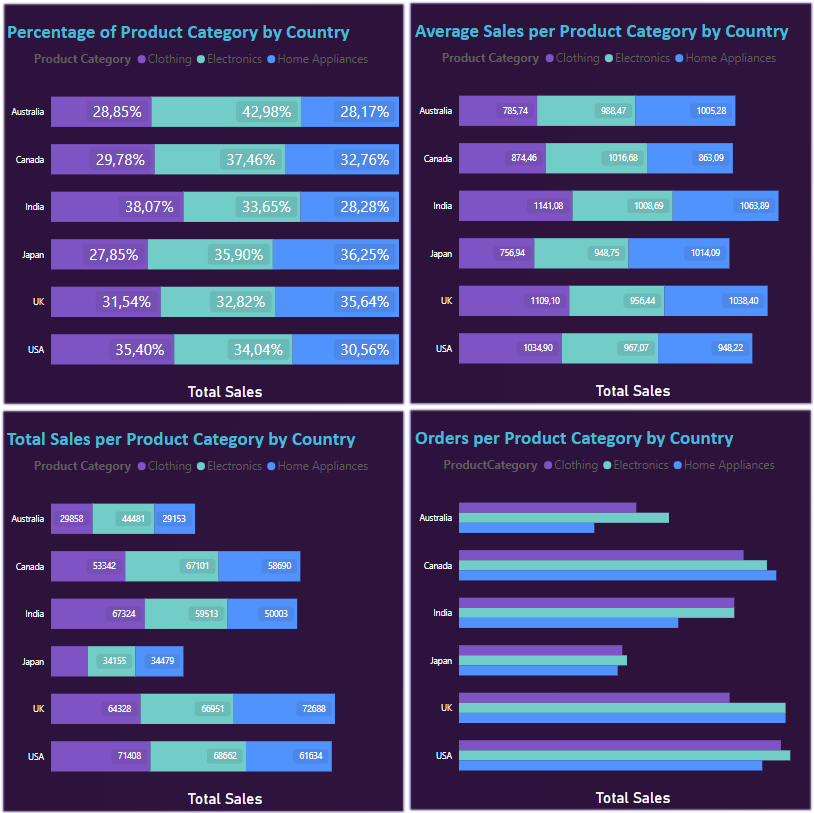 Percentage of Product Category by Country
Product Category Clothing Electronics Home Appliances
Australia 28,85% 42,98% 28,17%
Canada 29,78% 37,46% 32,76%
India 38,07% 33,65% 28,28%
Japan 27,85% 35,90% 36,25%
UK 31,54% 32,82% 35,64%
USA 35,40% 34,04% 30,56%
Total Sales
Average Sales per Product Category by Country
Product Category Clothing Electronics Home Appliances
Australia 785,74 988,47 1005,28
Canada 874,46 1016,68 863,09
India 1141,08 1008,69 1063,89
Japan 756,94 948,75 1014,09
UK 1109,10 956,44 1038,40
USA 1034,90 967,07 948,22
Total Sales
Total Sales per Product Category by Country
Product Category Clothing Electronics Home Appliances
Australia 29858 44481 29153
Canada 53342 67101 58690
India 67324 59513 50003
Japan 34155 34479
UK 64328 66951 72688
USA 71408 68662 61634
Total Sales
Orders per Product Category by Country
ProductCategory Clothing Electronics Home Appliances
Australia
Canada
India
Japan
UK
USA
Total Sales